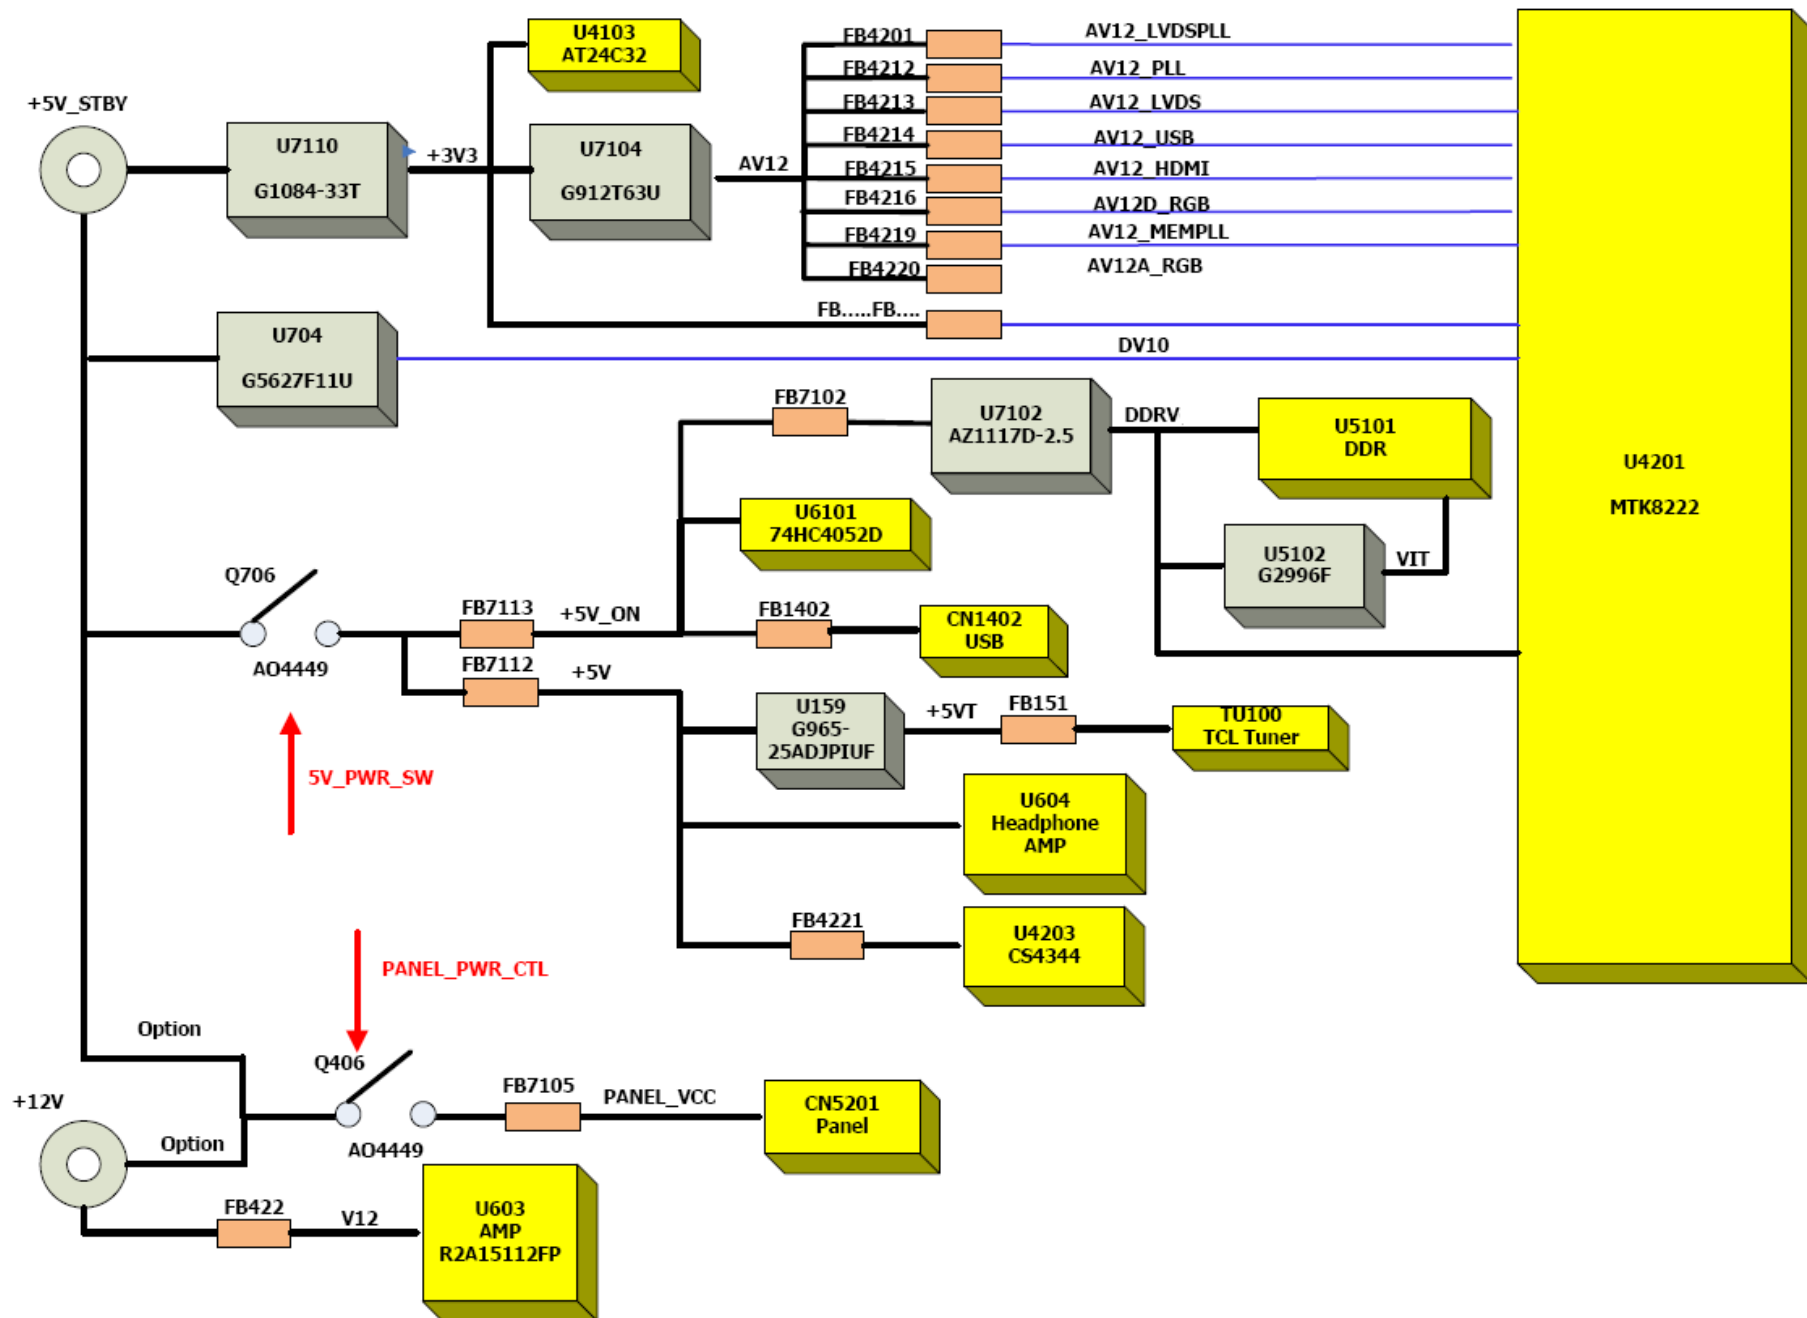 U4103
AT24C32
+5V_STBY
U7110
G1084-33T
+3V3
U7104
G912T63U
AV12
FB4201
AV12_LVDSPLL
FB4212
AV12_PLL
FB4213
AV12_LVDS
FB4214
AV12_USB
FB4215
AV12_HDMI
FB4216
AV12D_RGB
FB4219
AV12_MEMPLL
FB4220
AV12A_RGB
FB.....FB....
U704
G5627F11U
DV10
U4201
MTK8222
FB7102
U7102
AZ1117D-2.5
DDRV
U5101
DDR
U6101
74HC4052D
U5102
G2996F
VIT
Q706
AO4449
FB7113
+5V_ON
FB1402
CN1402
USB
FB7112
+5V
U159
G965-
25ADJPIUF
+5VT
FB151
TU100
TCL Tuner
5V_PWR_SW
U604
Headphone
AMP
FB4221
U4203
CS4344
PANEL_PWR_CTL
Option
Q406
AO4449
FB7105
PANEL_VCC
CN5201
Panel
+12V
Option
FB422
V12
U603
AMP
R2A15112FP